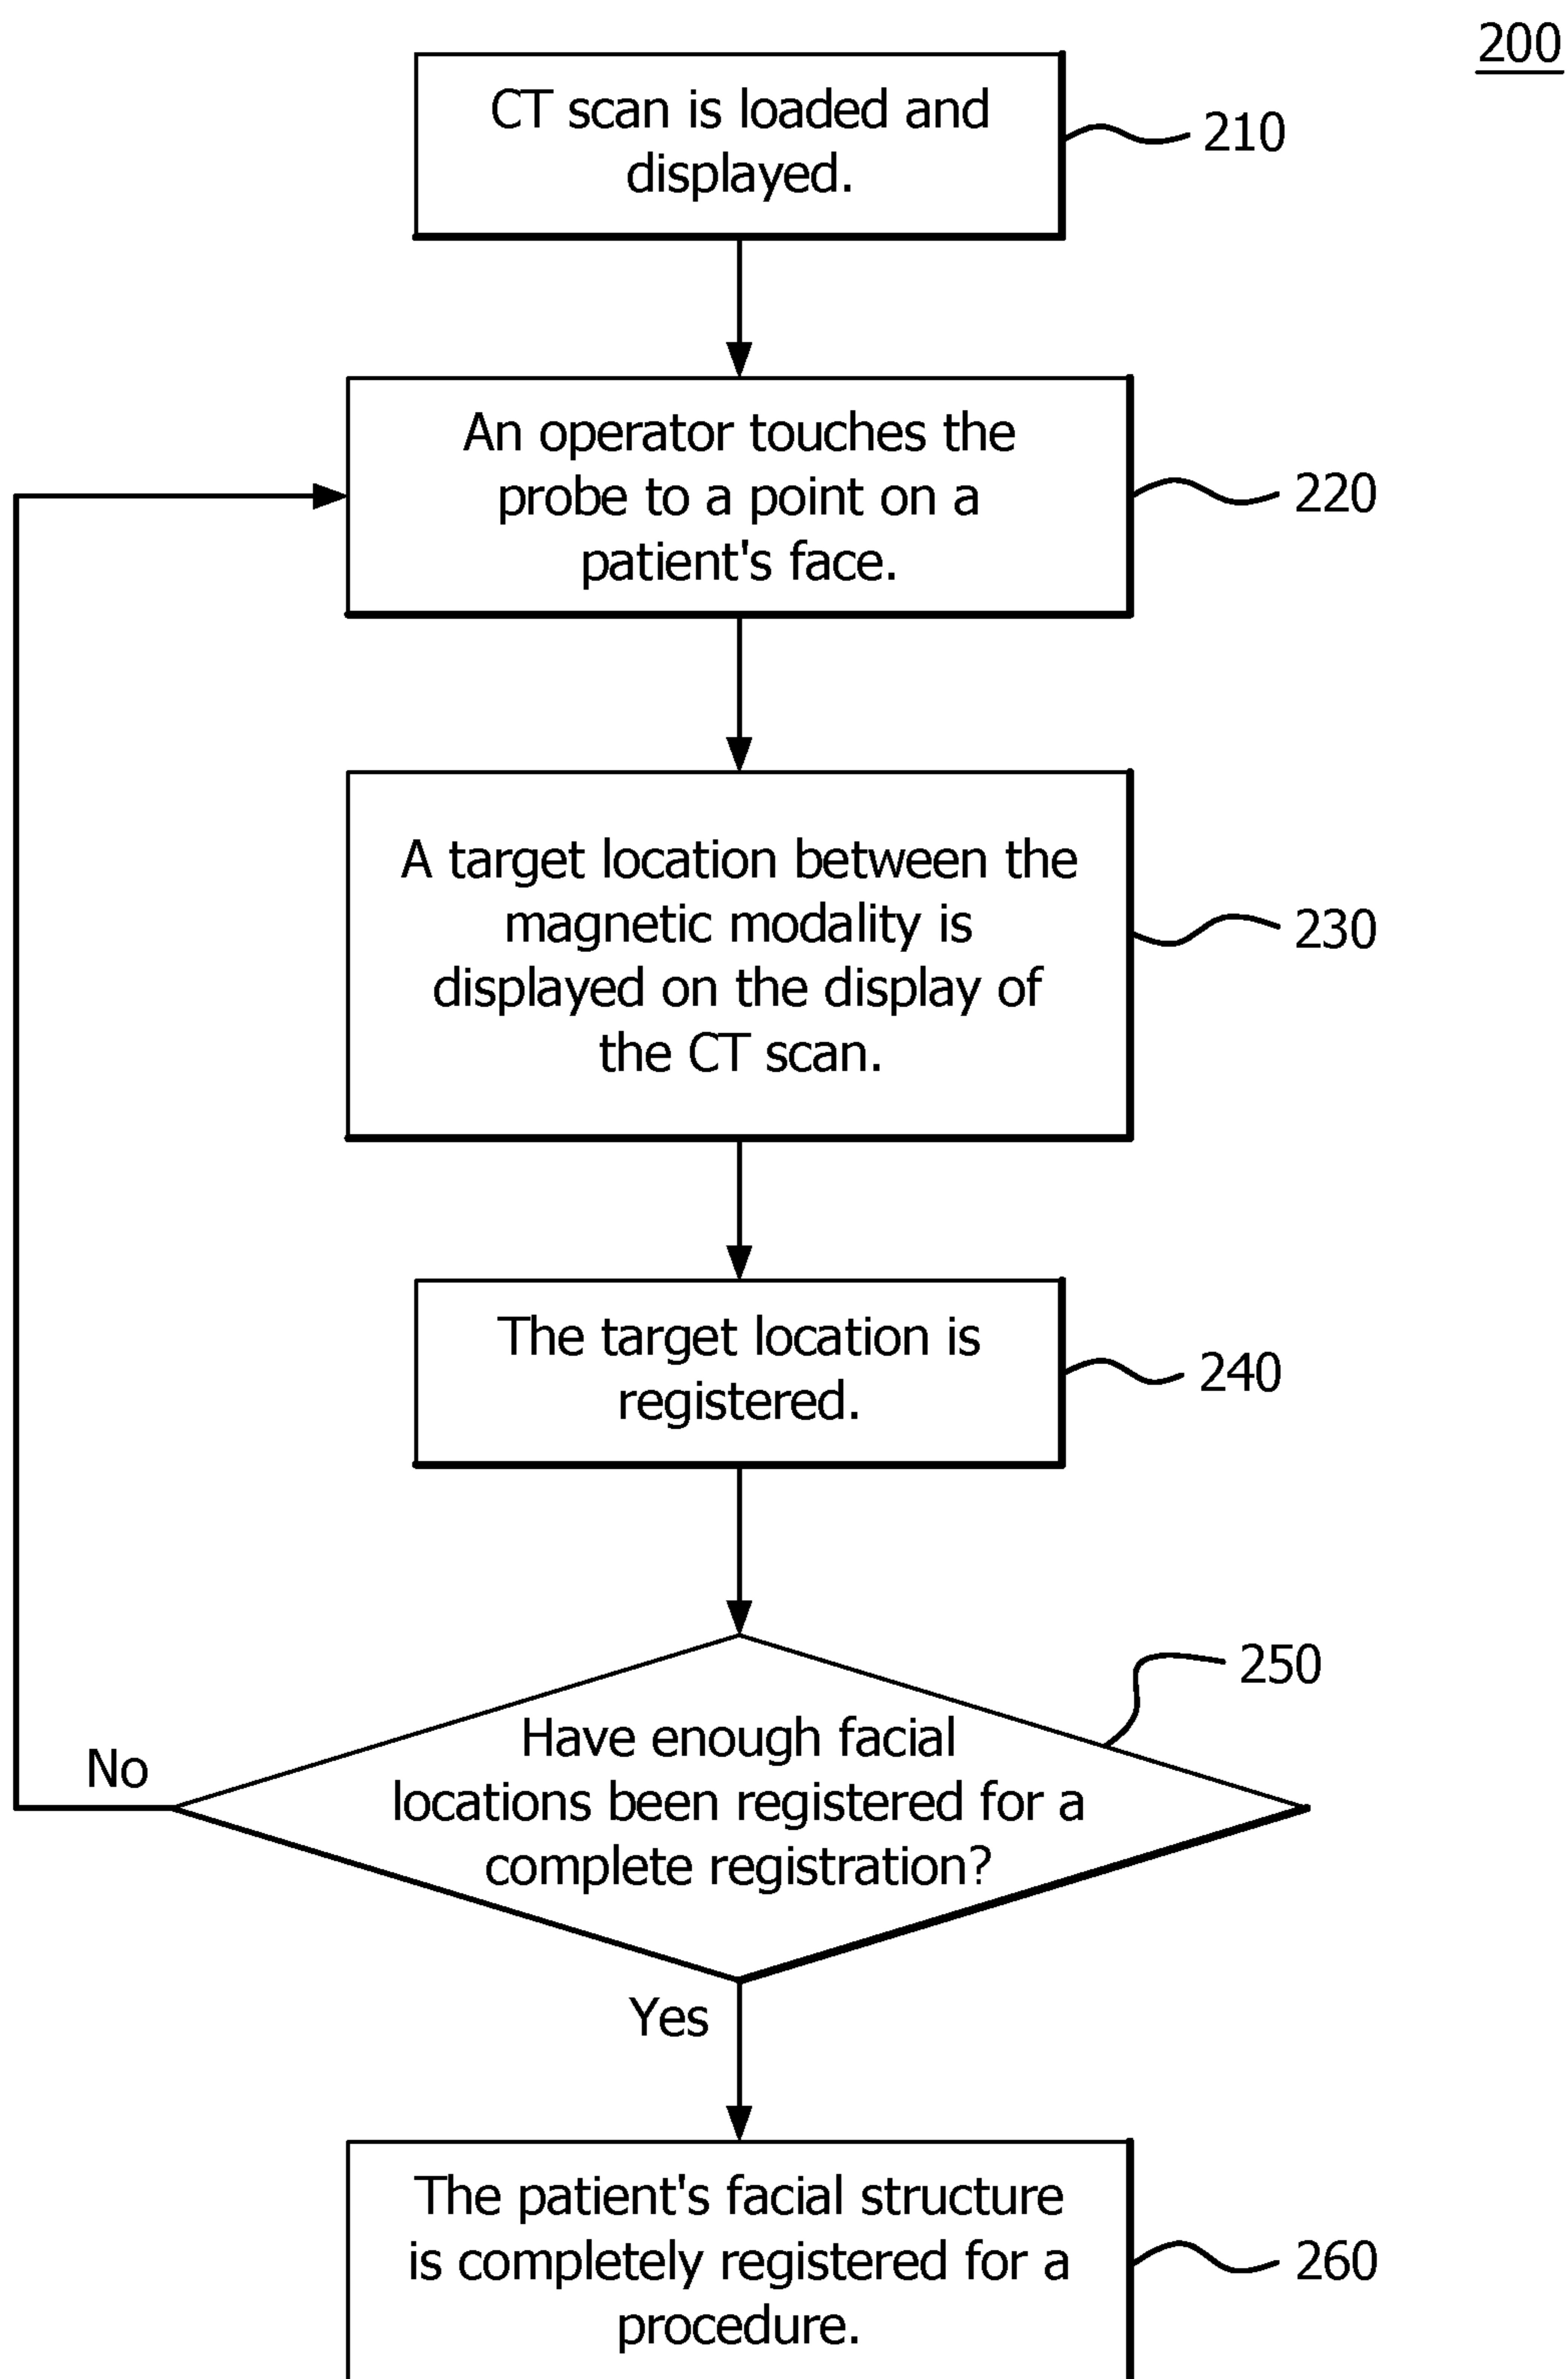 200
CT scan is loaded and
displayed.
210
An operator touches the
probe to a point on a
patient's face.
220
A target location between the
magnetic modality is
displayed on the display of
the CT scan.
230
The target location is
registered.
240
250
Have enough facial
locations been registered for a
complete registration?
No
Yes
The patient's facial structure
is completely registered for a
procedure.
260